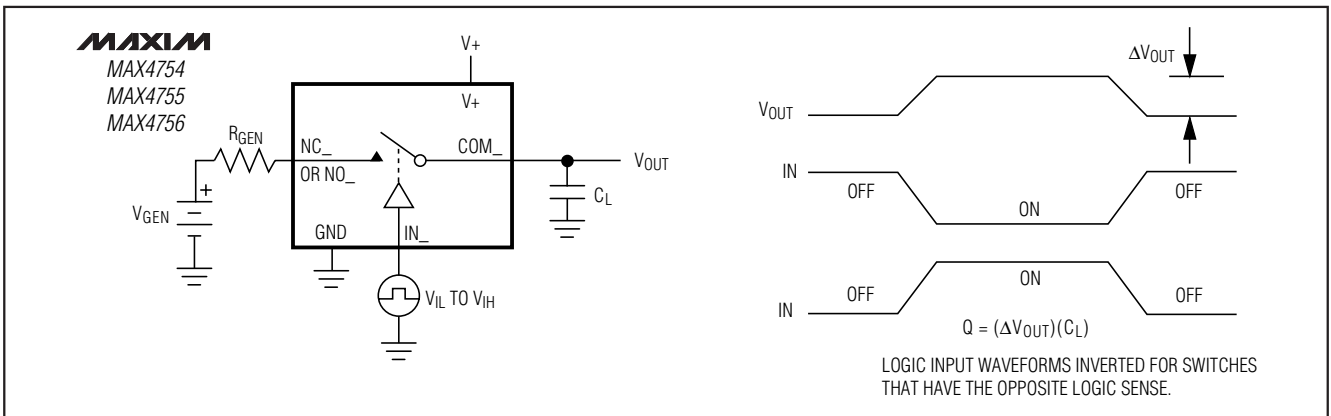 MAXIM
MAX4754
MAX4755
MAX4756
V+
V+
RGEN
NC_
OR NO_
COM_
VOUT
CL
+
VGEN
GND
IN_
VIL TO VIH
ΔVOUT
VOUT
IN
OFF
ON
OFF
IN
OFF
ON
OFF
Q = (ΔVOUT)(CL)
LOGIC INPUT WAVEFORMS INVERTED FOR SWITCHES
THAT HAVE THE OPPOSITE LOGIC SENSE.